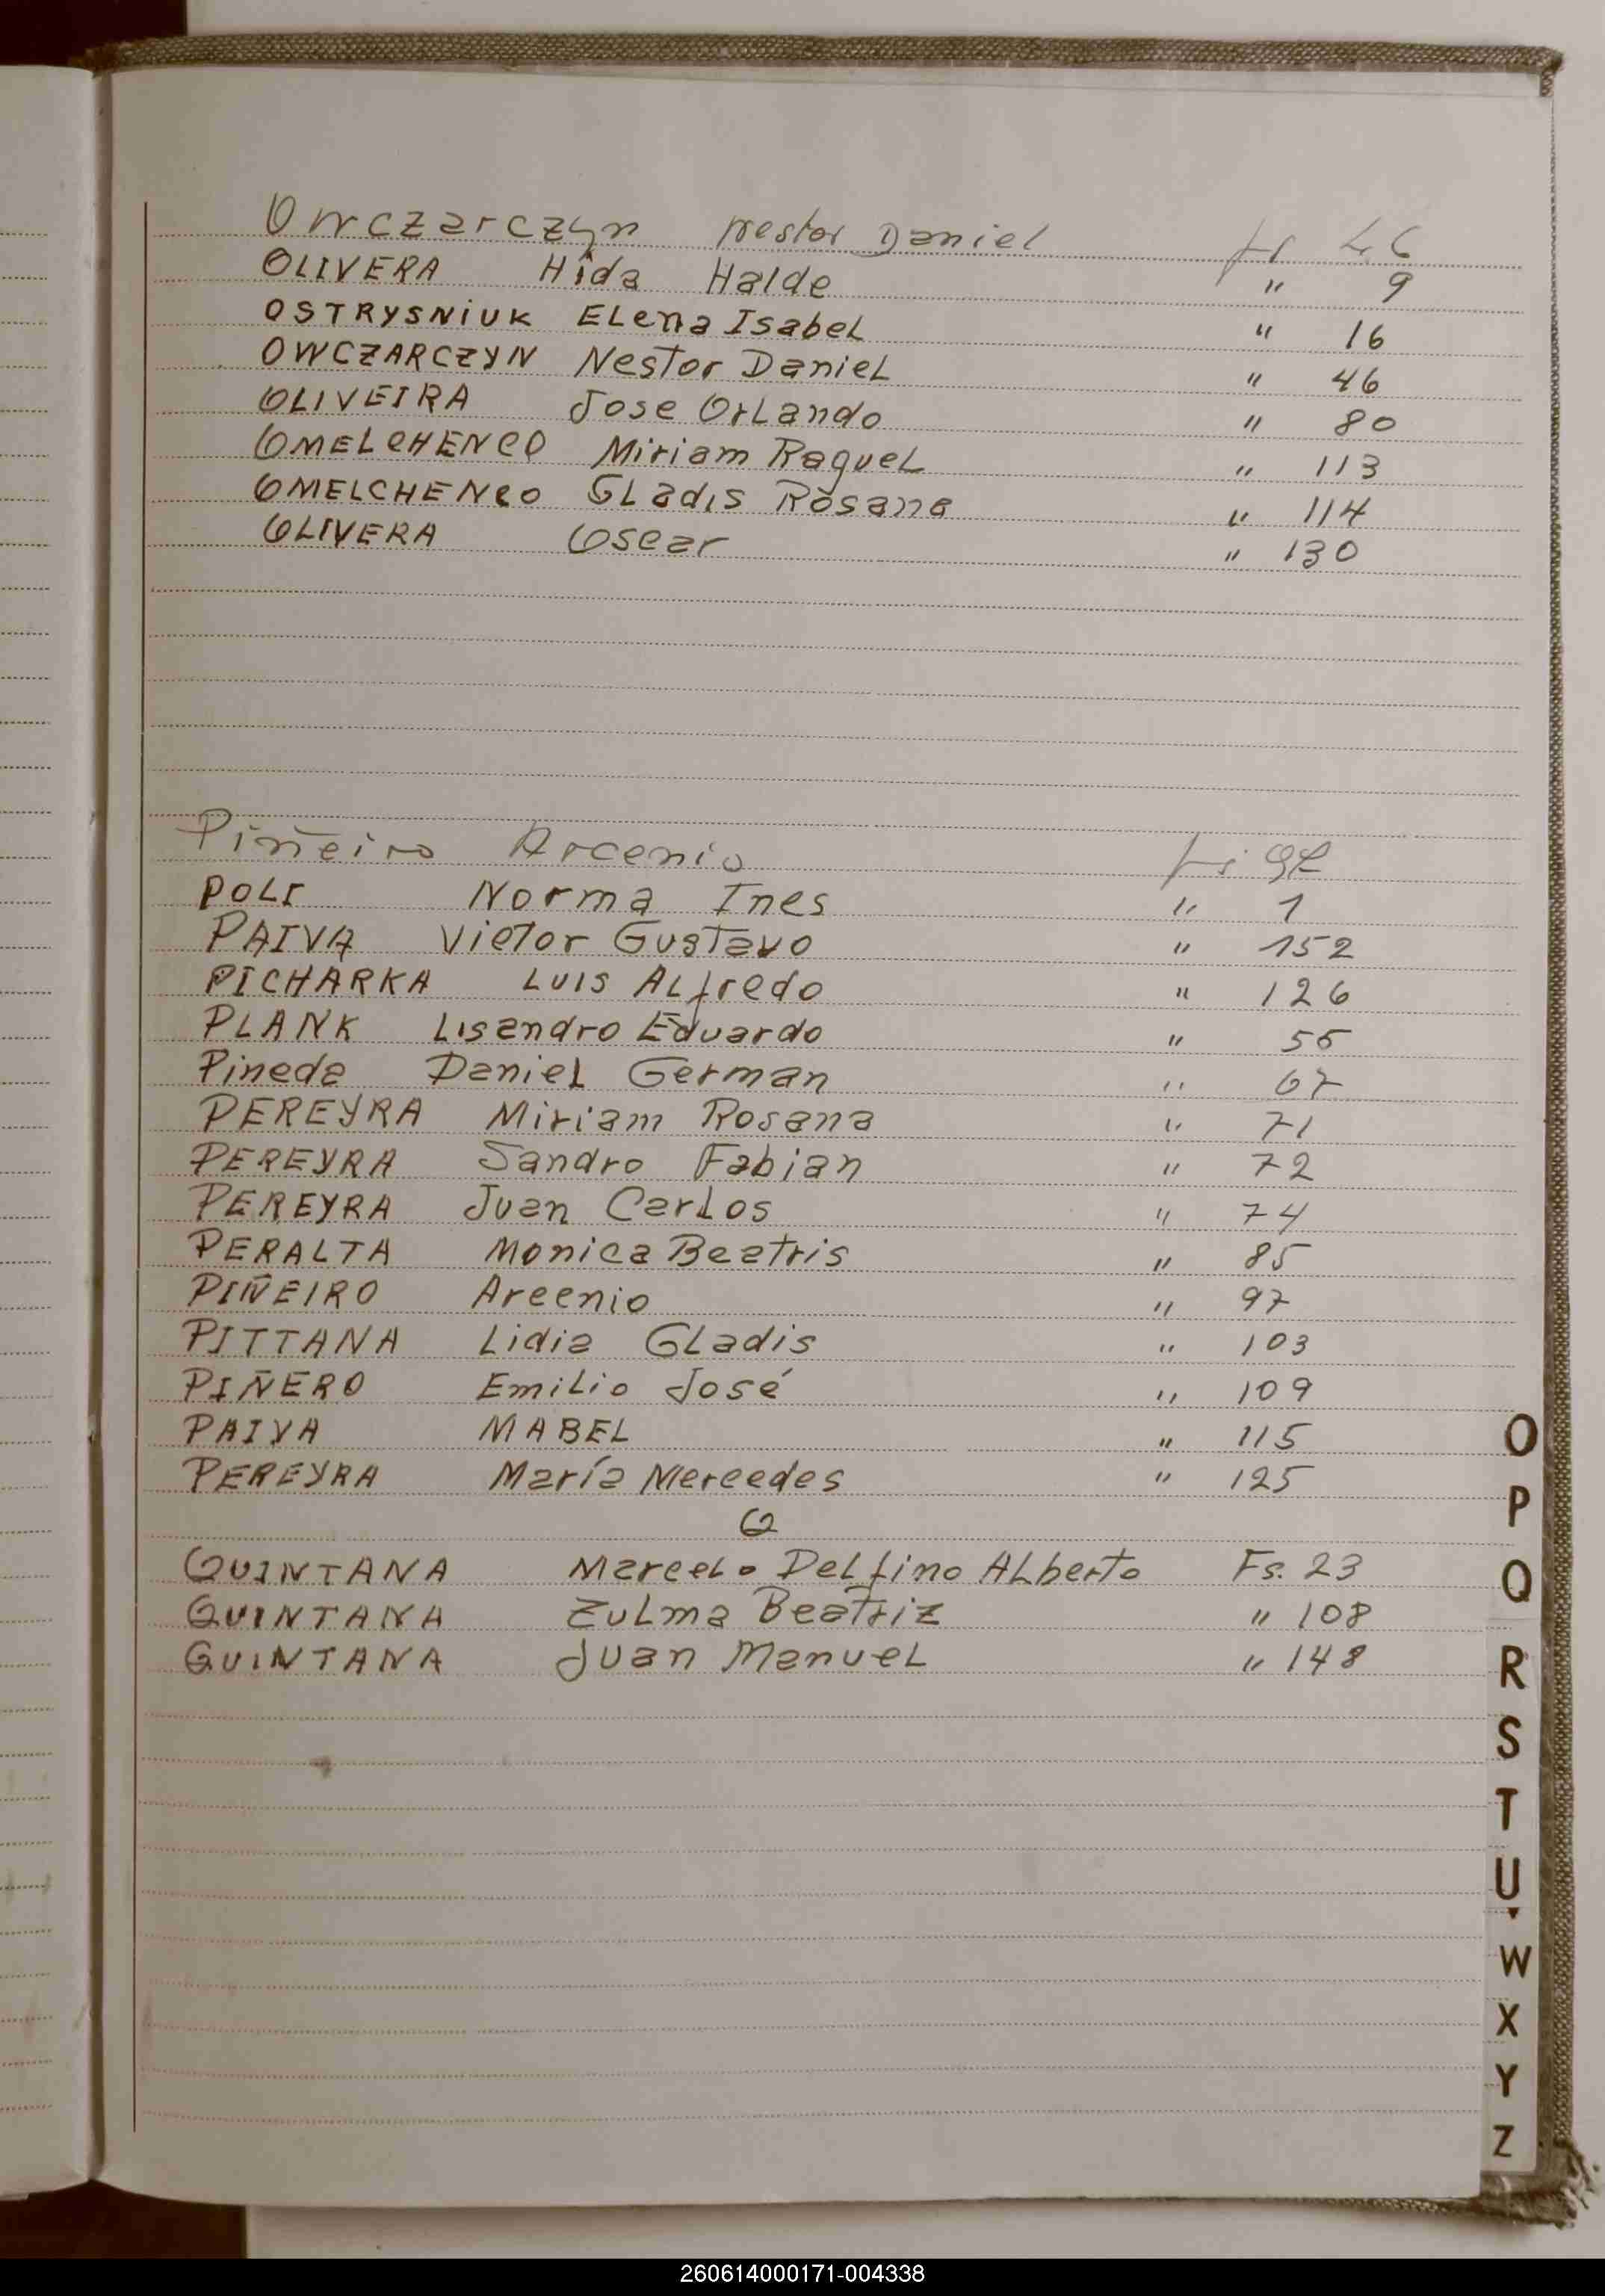 Owczarczyn Nestor Daniel fs 46
OLIVERA Hida Halde " 9
OSTRYSNIUK ELena IsabeL " 16
OWCZARCZYN Nestor DanieL " 46
OLIVEIRA Jose OrLando " 80
OMELCHENCO Miriam RaqueL " 113
OMELCHENCO GLadis Rosana " 114
OLIVERA Oscar " 130
Piñeiro Arcenio fs
POLI Norma Ines " 1
PAIVA Victor Gustavo " 152
PICHARKA Luis ALfredo " 126
PLANK Lisandro Eduardo "
Pineda DanieL German " 67
PEREYRA Miriam Rosana " 71
PEREYRA Sandro Fabian " 72
PEREYRA Juan CarLos " 74
PERALTA Monica Beatris " 85
PIÑEIRO Arcenio " 97
PITTANA Lidia GLadis " 103
PIÑERO EmiLio José " 109
PAIVA MABEL " 115
PEREYRA María Mercedes " 125
Q
QUINTANA MarceLo DeLfino ALberto Fs. 23
QUINTANA ZuLma Beatriz " 108
QUINTANA Juan ManueL " 148
O
P
Q
R
S
T
U
W
X
Y
Z
260614000171-004338